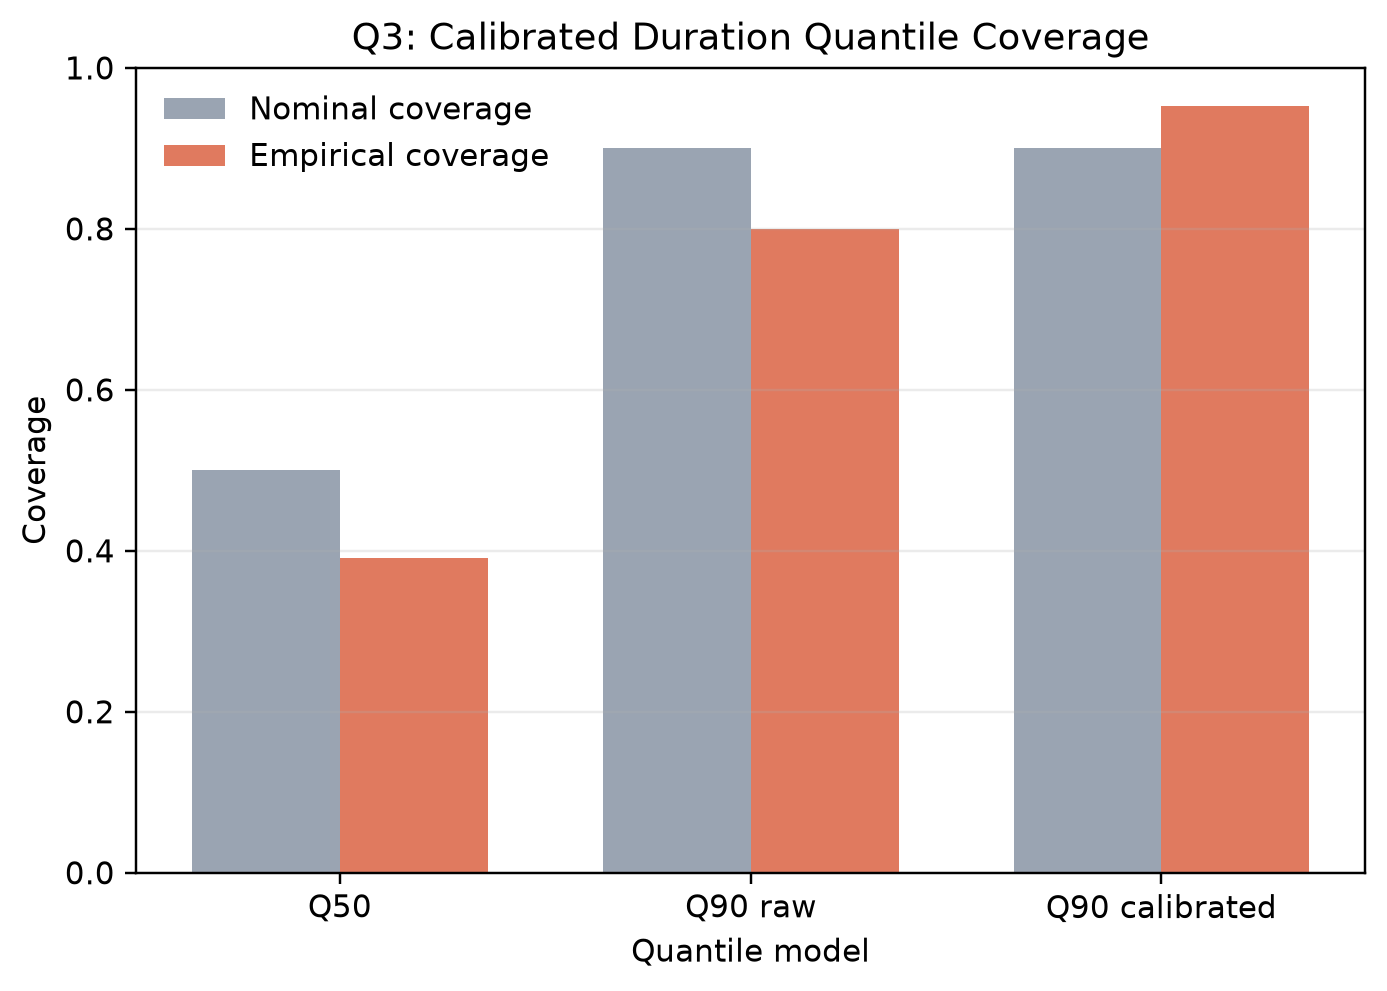 Q3: Calibrated Duration Quantile Coverage
Nominal coverage
Empirical coverage
Coverage
1.0
0.8
0.6
0.4
0.2
0.0
Q50
Q90 raw
Q90 calibrated
Quantile model